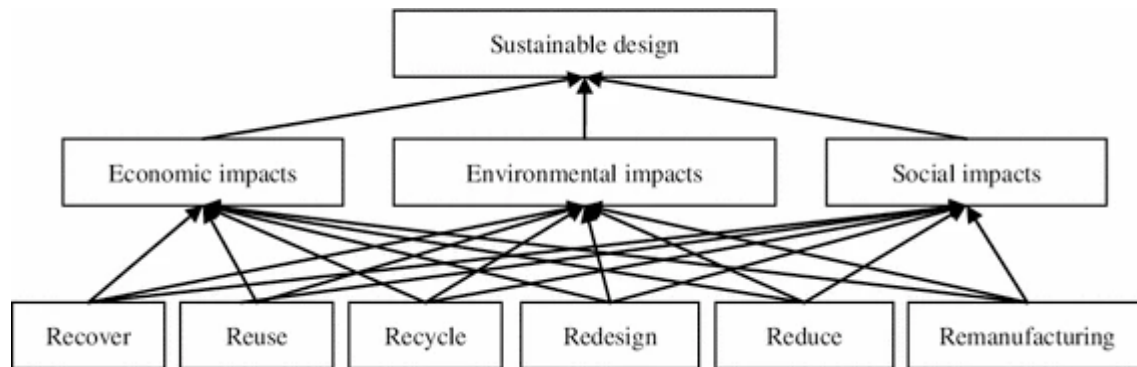 Sustainable design
Economic impacts
Environmental impacts
Social impacts
Recover
Reuse
Recycle
Redesign
Reduce
Remanufacturing